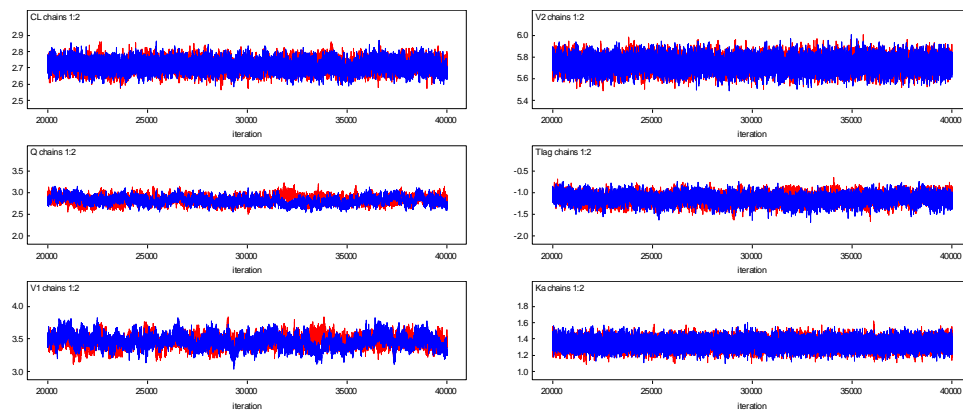 CL chains 1:2
2.9
2.8
2.7
2.6
2.5
20000 25000 30000 35000 40000
iteration
V2 chains 1:2
6.0
5.8
5.6
5.4
20000 25000 30000 35000 40000
iteration
Q chains 1:2
3.5
3.0
2.5
2.0
20000 25000 30000 35000 40000
iteration
Tlag chains 1:2
-0.5
-1.0
-1.5
-2.0
20000 25000 30000 35000 40000
iteration
V1 chains 1:2
4.0
3.5
3.0
20000 25000 30000 35000 40000
iteration
Ka chains 1:2
1.8
1.6
1.4
1.2
1.0
20000 25000 30000 35000 40000
iteration